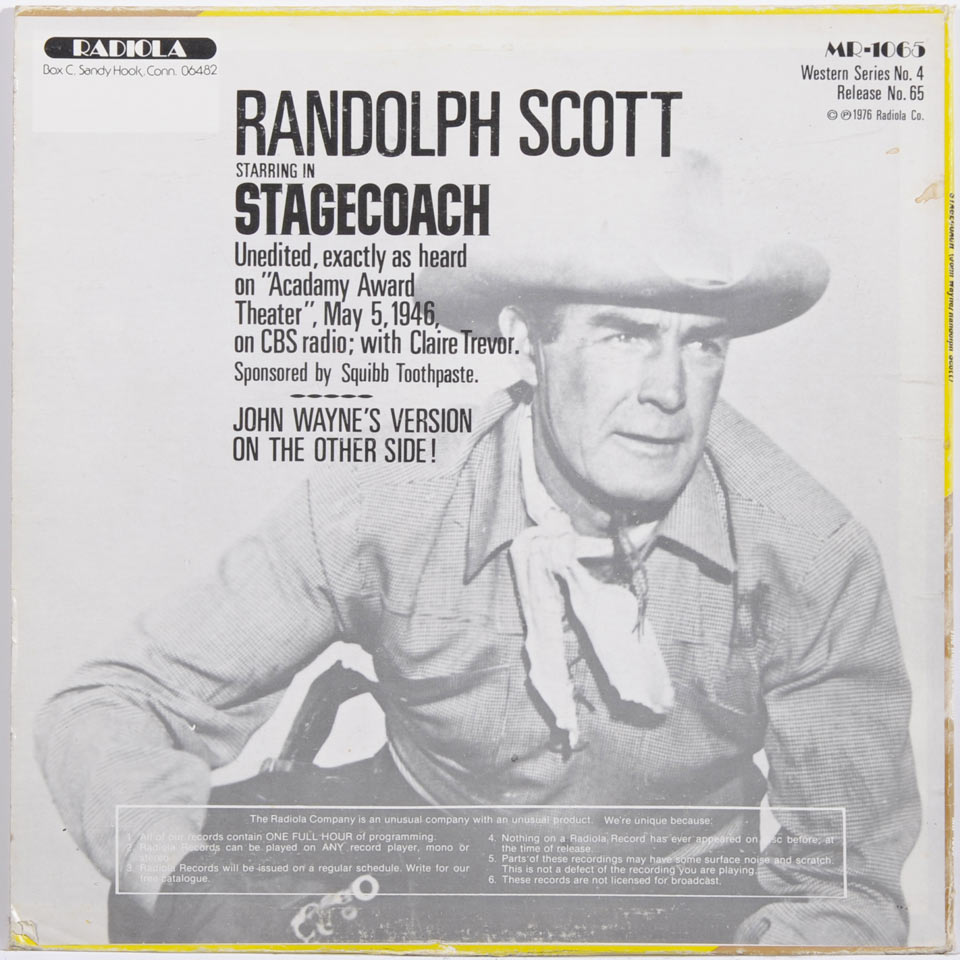 RADIOLA
Box C, Sandy Hook, Conn. 06482
MR-1065
Western Series No. 4
Release No. 65
© ℗ 1976 Radiola Co.
RANDOLPH SCOTT
STARRING IN
STAGECOACH
Unedited, exactly as heard
on "Acadamy Award
Theater", May 5, 1946,
on CBS radio; with Claire Trevor.
Sponsored by Squibb Toothpaste.
JOHN WAYNE'S VERSION
ON THE OTHER SIDE!
The Radiola Company is an unusual company with an unusual product. We're unique because:
1. All of our records contain ONE FULL HOUR of programming.
2. Radiola Records can be played on ANY record player, mono or
stereo.
3. Radiola Records will be issued on a regular schedule. Write for our
free catalogue.
4. Nothing on a Radiola Record has ever appeared on disc before, at
the time of release.
5. Parts of these recordings may have some surface noise and scratch.
This is not a defect of the recording you are playing.
6. These records are not licensed for broadcast.